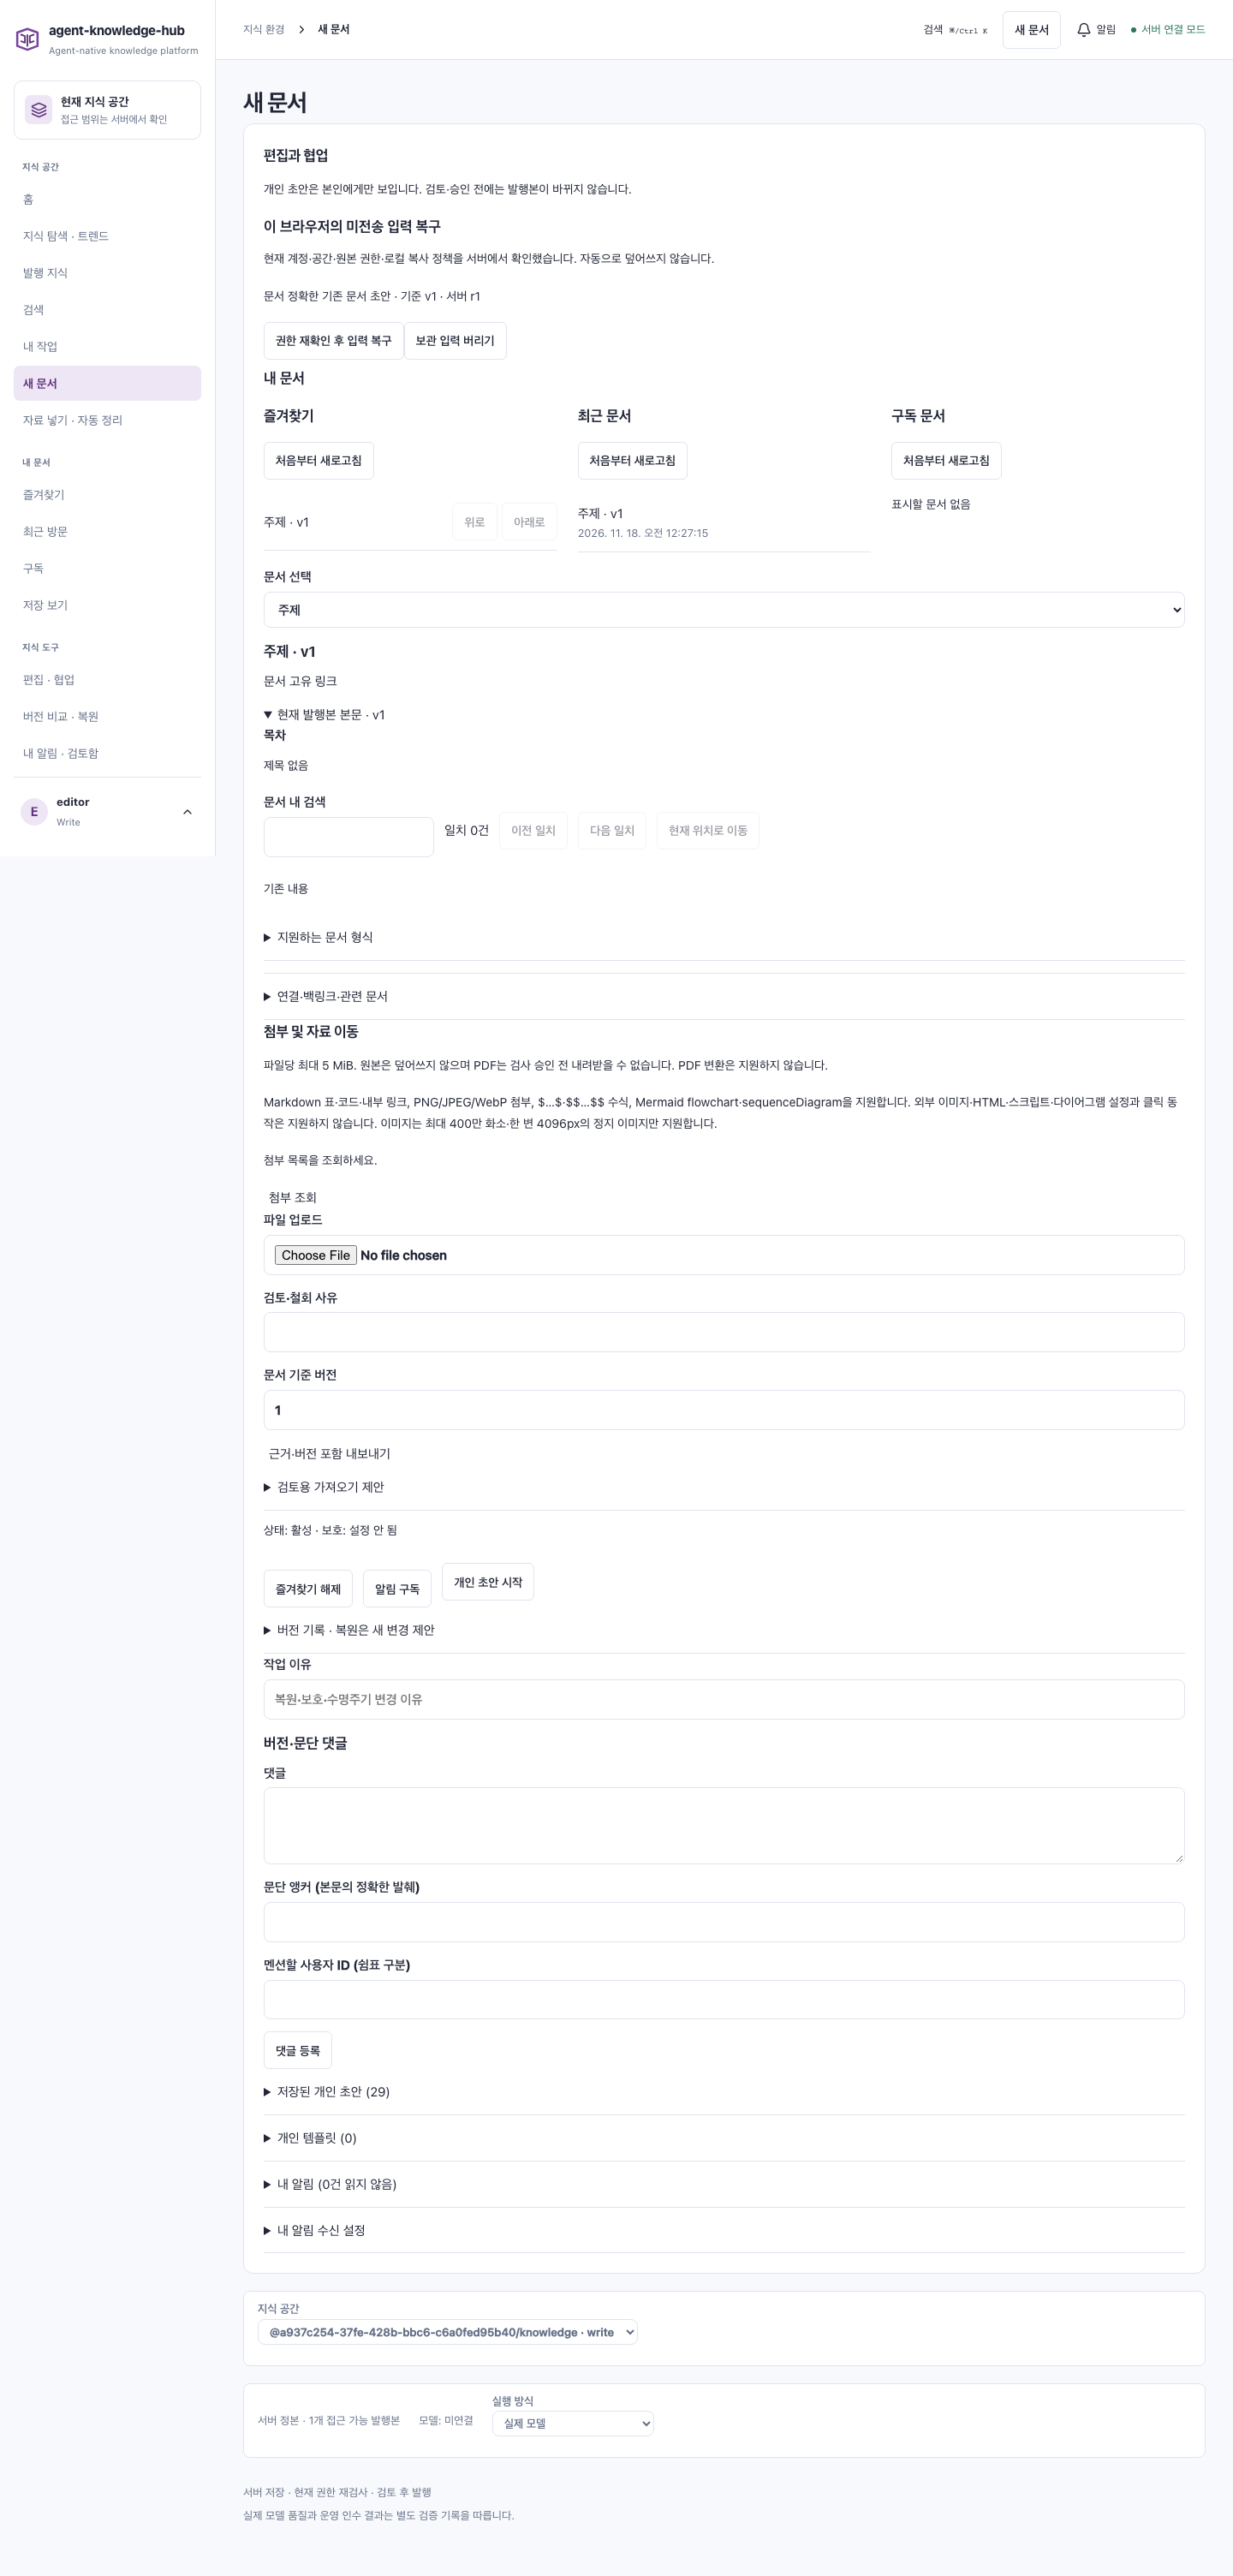 agent-knowledge-hub
Agent-native knowledge platform
현재 지식 공간
접근 범위는 서버에서 확인
지식 공간
홈
지식 탐색 · 트렌드
발행 지식
검색
내 작업
새 문서
자료 넣기 · 자동 정리
내 문서
즐겨찾기
최근 방문
구독
저장 보기
지식 도구
편집 · 협업
버전 비교 · 복원
내 알림 · 검토함
E
editor
Write
지식 환경 > 새 문서
검색 ⌘/Ctrl K
새 문서
알림
서버 연결 모드
새 문서
편집과 협업
개인 초안은 본인에게만 보입니다. 검토·승인 전에는 발행본이 바뀌지 않습니다.
이 브라우저의 미전송 입력 복구
현재 계정·공간·원본 권한·로컬 복사 정책을 서버에서 확인했습니다. 자동으로 덮어쓰지 않습니다.
문서 정확한 기존 문서 초안 · 기준 v1 · 서버 r1
권한 재확인 후 입력 복구 보관 입력 버리기
내 문서
즐겨찾기
처음부터 새로고침
주제 · v1 위로 아래로
최근 문서
처음부터 새로고침
주제 · v1
2026. 11. 18. 오전 12:27:15
구독 문서
처음부터 새로고침
표시할 문서 없음
문서 선택
주제
주제 · v1
문서 고유 링크
▼ 현재 발행본 본문 · v1
목차
제목 없음
문서 내 검색
일치 0건 이전 일치 다음 일치 현재 위치로 이동
기존 내용
▶ 지원하는 문서 형식
▶ 연결·백링크·관련 문서
첨부 및 자료 이동
파일당 최대 5 MiB. 원본은 덮어쓰지 않으며 PDF는 검사 승인 전 내려받을 수 없습니다. PDF 변환은 지원하지 않습니다.
Markdown 표·코드·내부 링크, PNG/JPEG/WebP 첨부, $…$·$$…$$ 수식, Mermaid flowchart·sequenceDiagram을 지원합니다. 외부 이미지·HTML·스크립트·다이어그램 설정과 클릭 동
작은 지원하지 않습니다. 이미지는 최대 400만 화소·한 변 4096px의 정지 이미지만 지원합니다.
첨부 목록을 조회하세요.
첨부 조회
파일 업로드
Choose File No file chosen
검토·철회 사유
문서 기준 버전
1
근거·버전 포함 내보내기
▶ 검토용 가져오기 제안
상태: 활성 · 보호: 설정 안 됨
즐겨찾기 해제 알림 구독 개인 초안 시작
▶ 버전 기록 · 복원은 새 변경 제안
작업 이유
복원·보호·수명주기 변경 이유
버전·문단 댓글
댓글
문단 앵커 (본문의 정확한 발췌)
멘션할 사용자 ID (쉼표 구분)
댓글 등록
▶ 저장된 개인 초안 (29)
▶ 개인 템플릿 (0)
▶ 내 알림 (0건 읽지 않음)
▶ 내 알림 수신 설정
지식 공간
@a937c254-37fe-428b-bbc6-c6a0fed95b40/knowledge · write
서버 정본 · 1개 접근 가능 발행본 모델: 미연결
실행 방식
실제 모델
서버 저장 · 현재 권한 재검사 · 검토 후 발행
실제 모델 품질과 운영 인수 결과는 별도 검증 기록을 따릅니다.